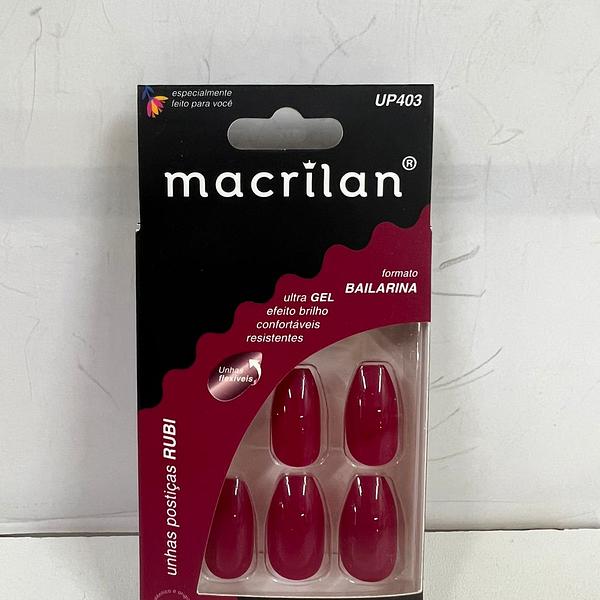 especialmente
feito para você
UP403
macrilan®
formato
BAILARINA
ultra GEL
efeito brilho
confortáveis
resistentes
Unhas
flexíveis
unhas postiças RUBI